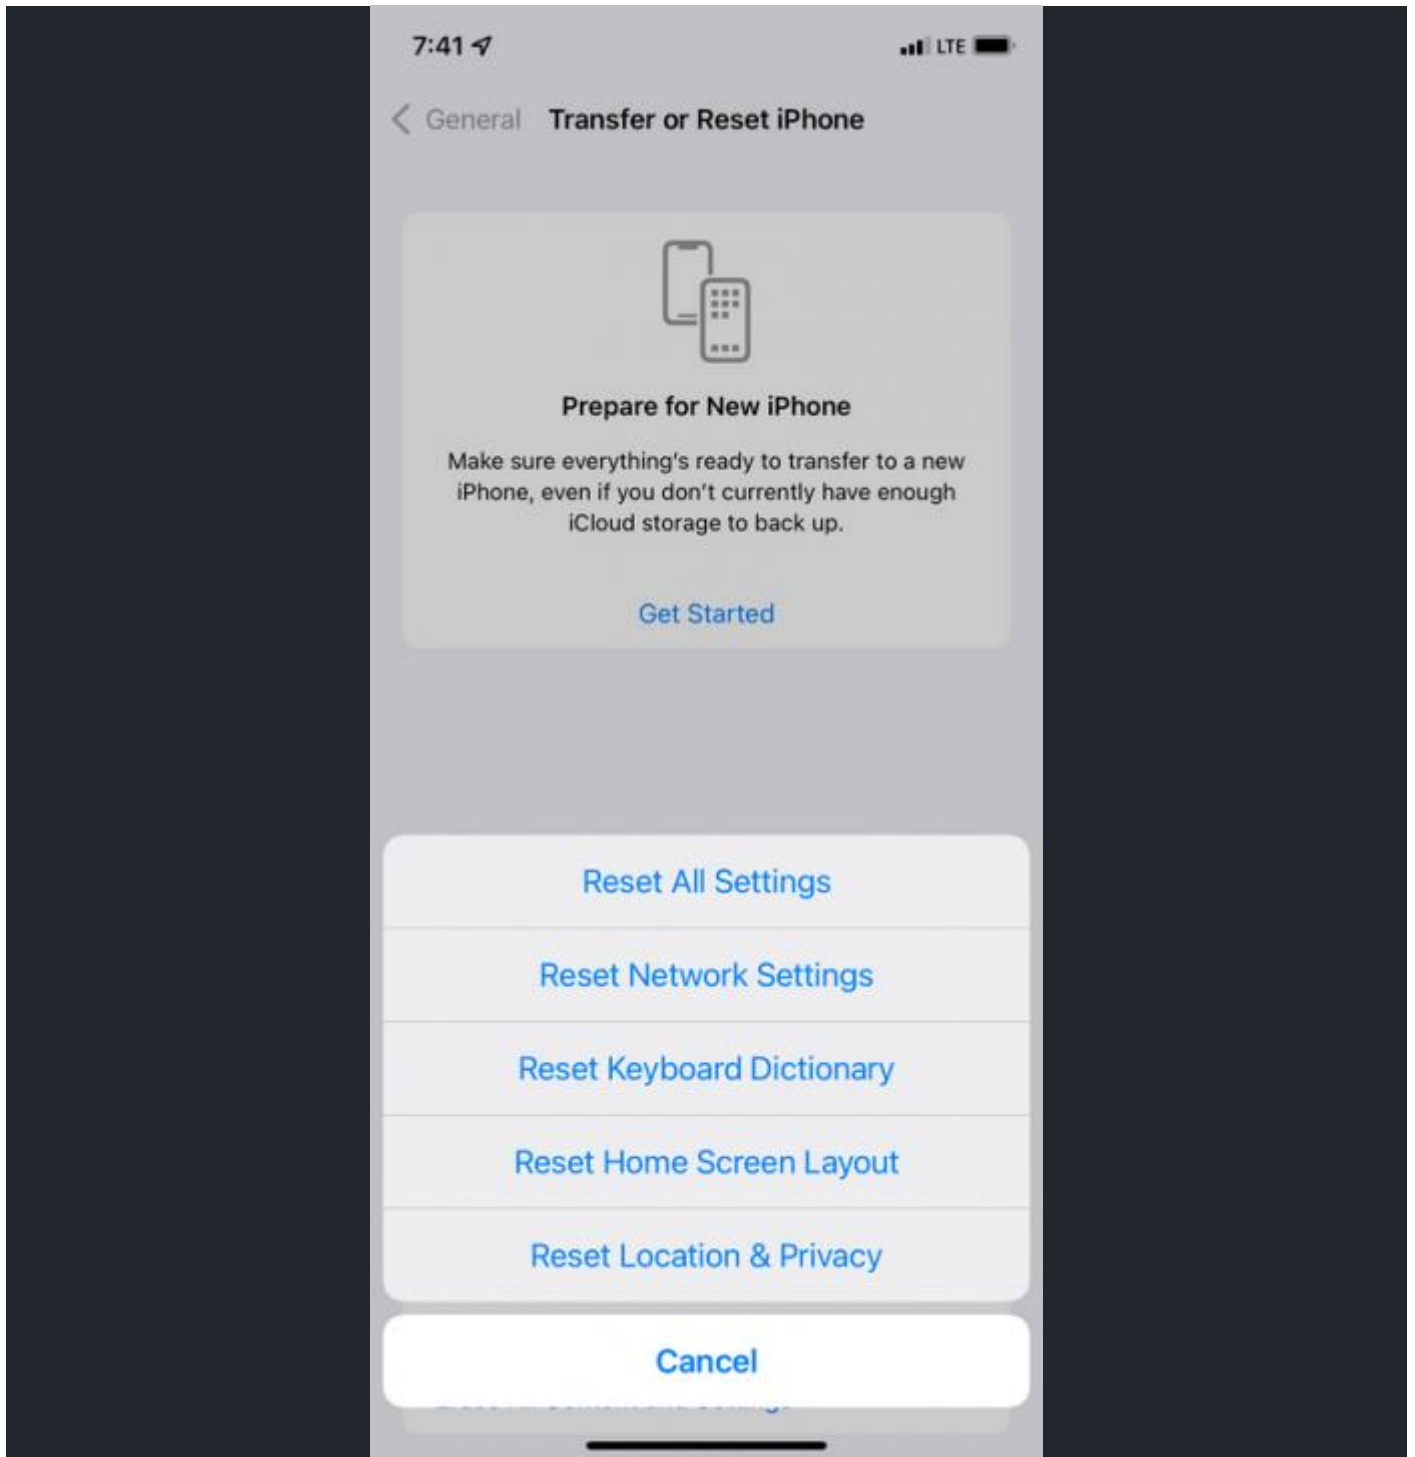 7:41
LTE
General
Transfer or Reset iPhone
Prepare for New iPhone
Make sure everything's ready to transfer to a new
iPhone, even if you don't currently have enough
iCloud storage to back up.
Get Started
Reset All Settings
Reset Network Settings
Reset Keyboard Dictionary
Reset Home Screen Layout
Reset Location & Privacy
Cancel